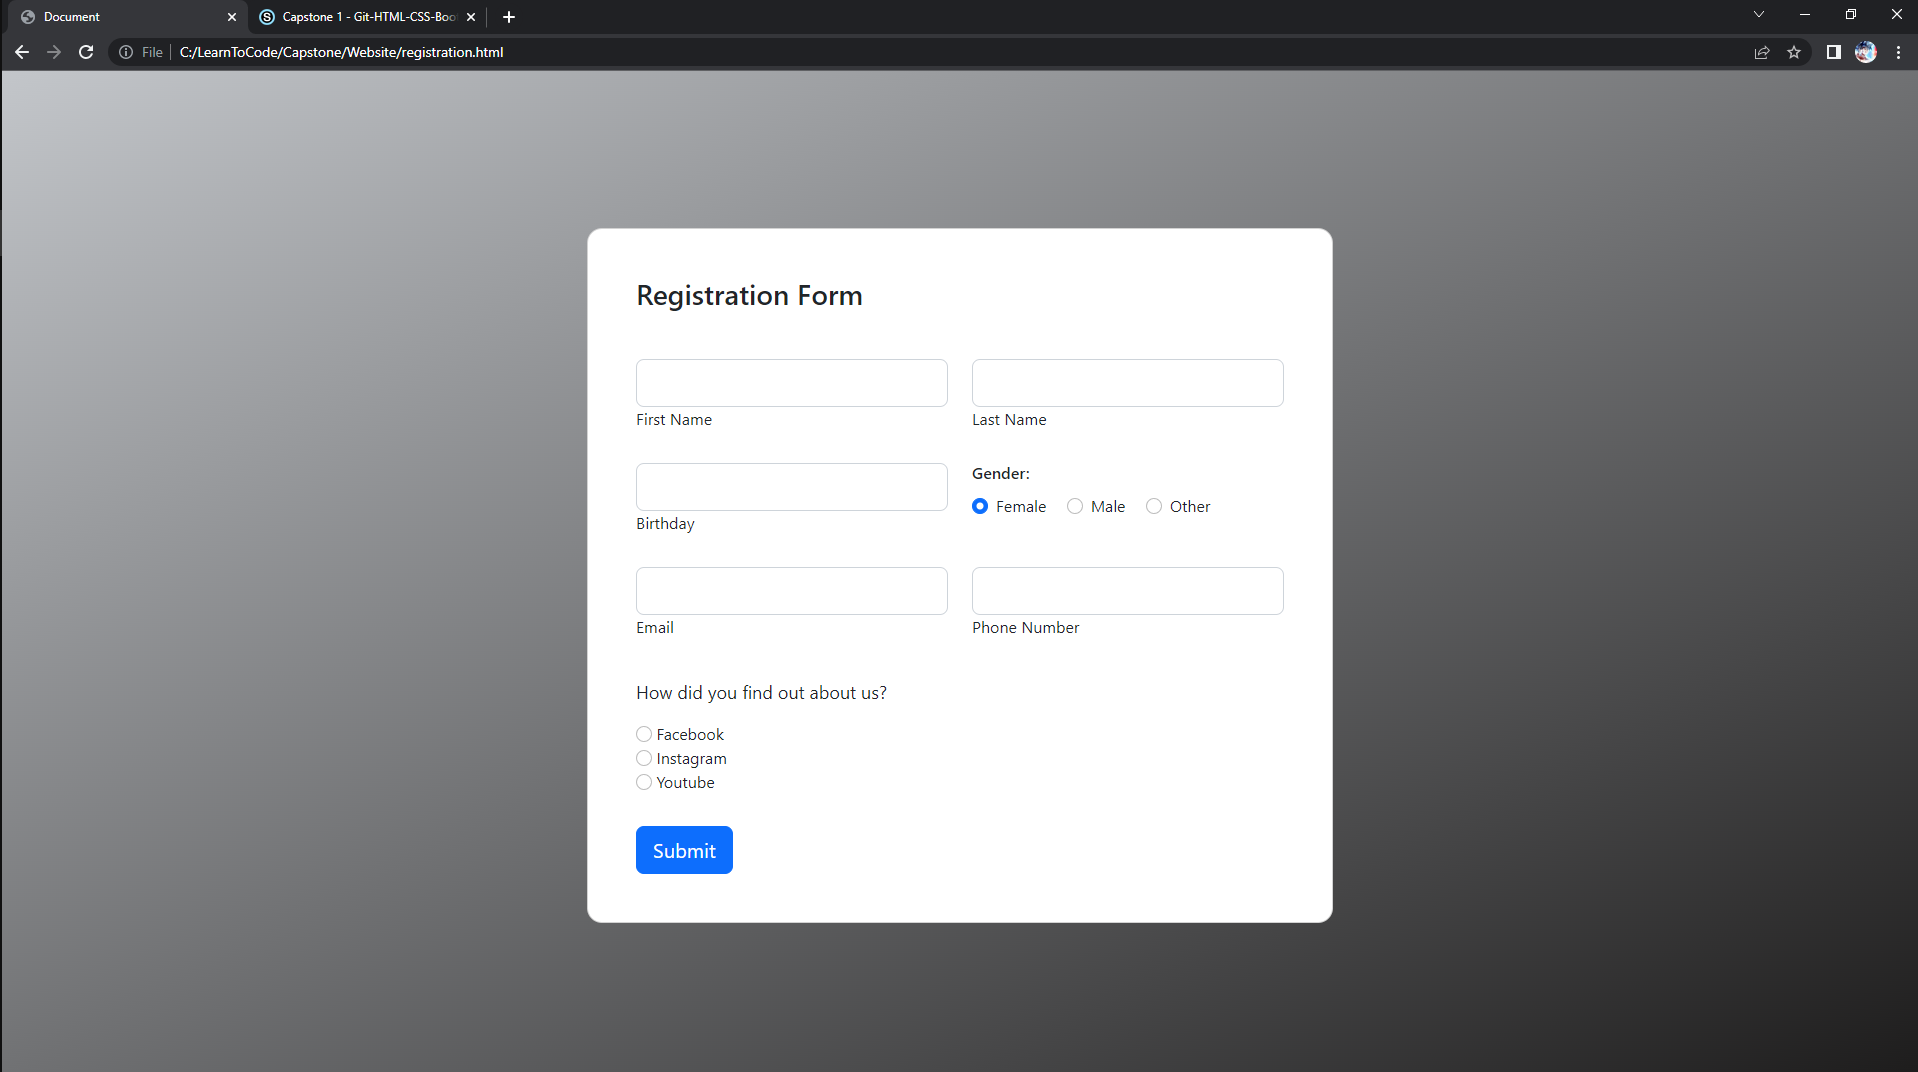 Document
Capstone 1 - Git-HTML-CSS-Boo
File
C:/LearnToCode/Capstone/Website/registration.html
Registration Form
First Name
Last Name
Gender:
Female Male Other
Birthday
Email
Phone Number
How did you find out about us?
Facebook
Instagram
Youtube
Submit